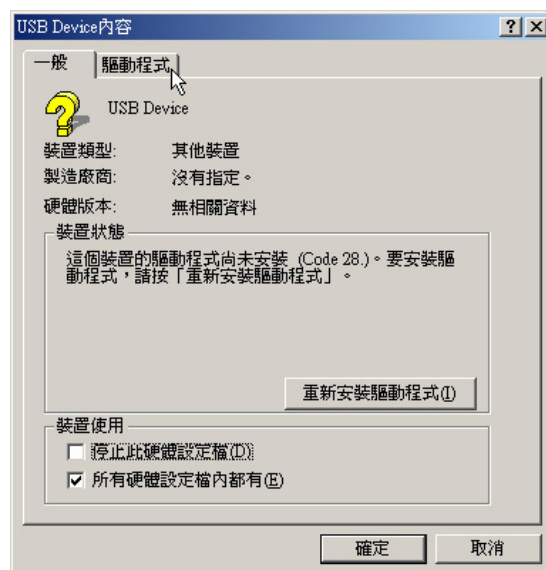 USB Device內容
一般
驅動程式
USB Device
裝置類型: 其他裝置
製造廠商: 沒有指定。
硬體版本: 無相關資料
裝置狀態
這個裝置的驅動程式尚未安裝 (Code 28.)。要安裝驅
動程式,請按「重新安裝驅動程式」。
重新安裝驅動程式(I)
裝置使用
停止此硬體設定檔(D)
所有硬體設定檔內都有(E)
確定
取消